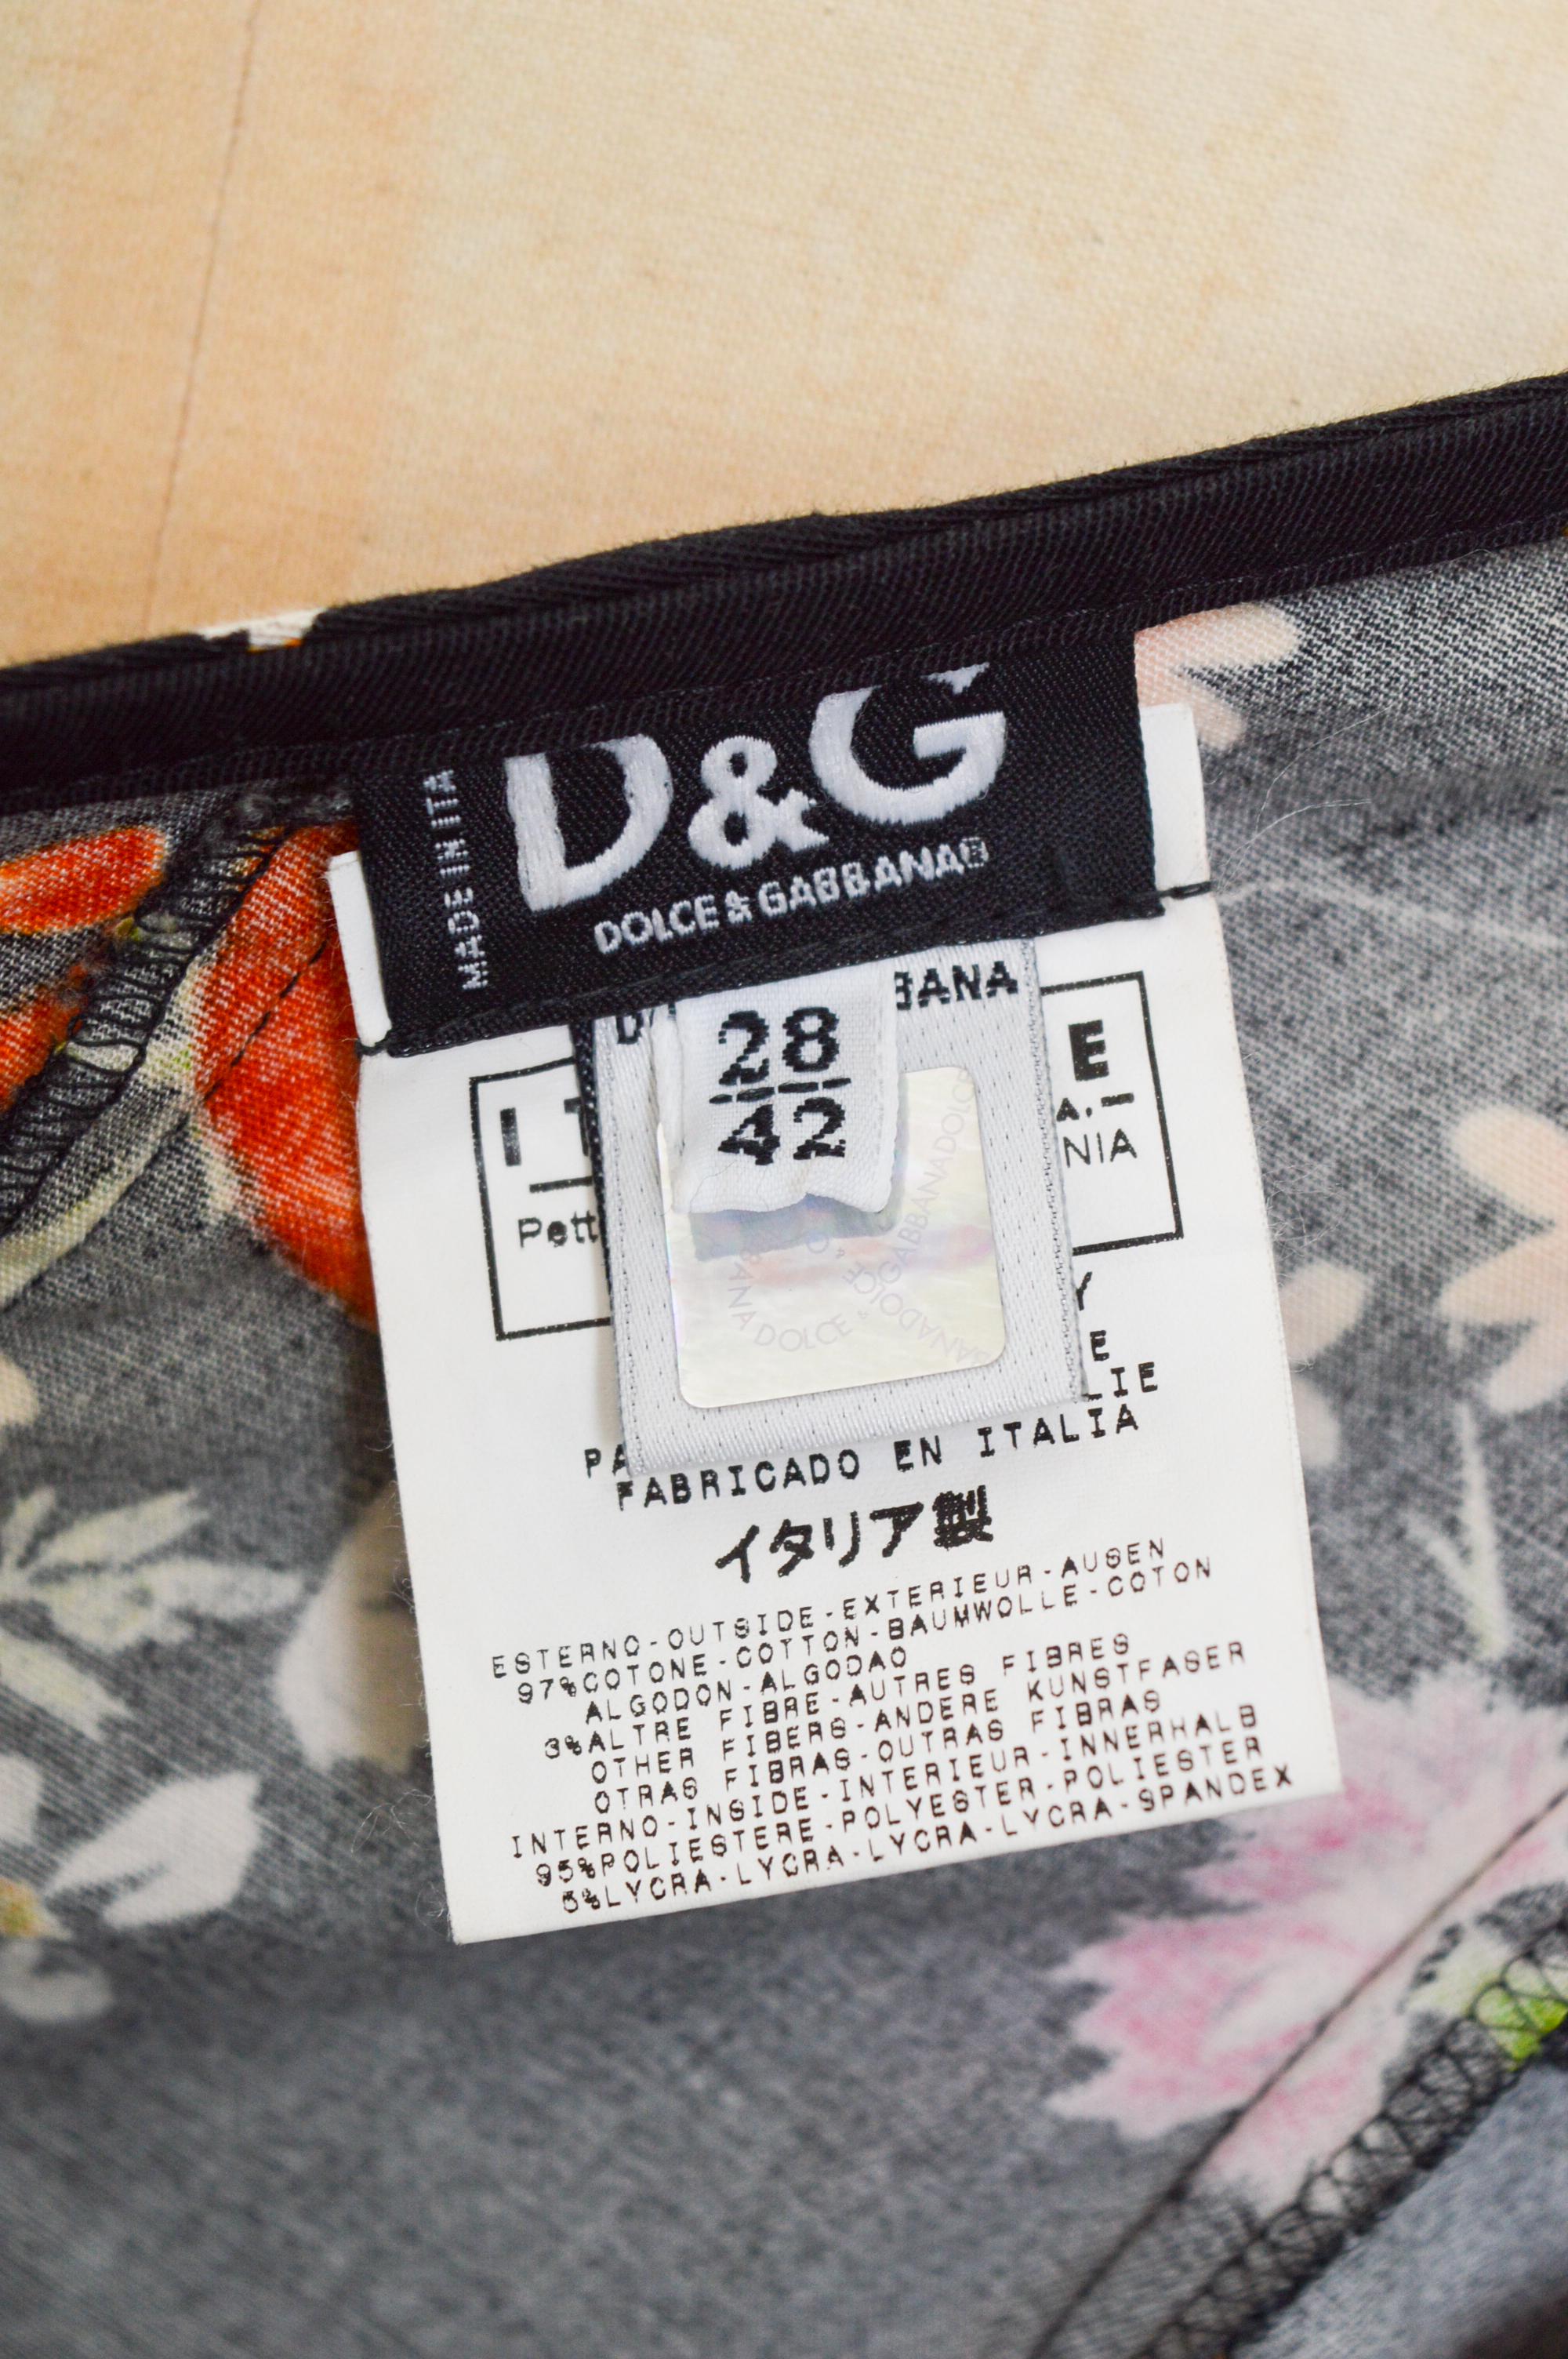 D&G
DOLCE & GABBANA®
MADE IN ITA
BANA
28
42
E
NIA
FABRICADO EN ITALIA
イタリア製
ESTERNO-OUTSIDE-EXTERIEUR-AUSEN
97%COTONE-COTTON-BAUMWOLLE-COTON
ALGODON-ALGODAO
3%ALTRE FIBRE-AUTRES FIBRES
OTHER FIBERS-ANDERE KUNSTFASER
OTRAS FIBRAS-OUTRAS FIBRAS
INTERNO-INSIDE-INTERIEUR-INNERHALB
95%POLIESTERE-POLYESTER-POLIESTER
5%LYCRA-LYCRA-LYCRA-LYCRA-SPANDEX